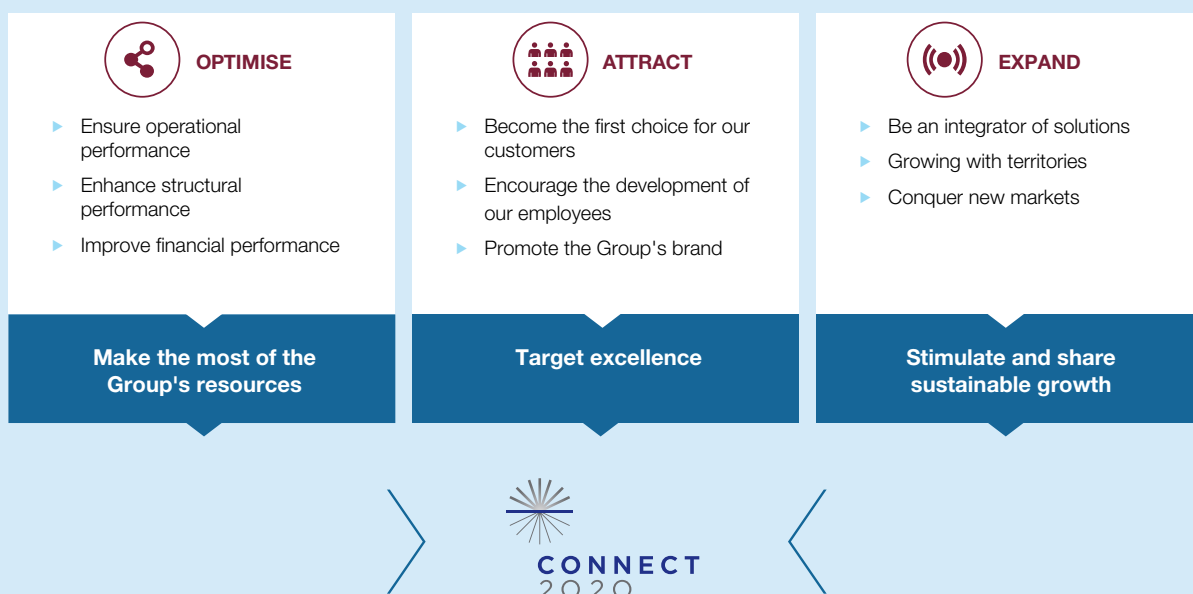 OPTIMISE
Ensure operational
performance
Enhance structural
performance
Improve financial performance
Make the most of the
Group's resources
ATTRACT
Become the first choice for our
customers
Encourage the development of
our employees
Promote the Group's brand
Target excellence
EXPAND
Be an integrator of solutions
Growing with territories
Conquer new markets
Stimulate and share
sustainable growth
CONNECT
2020